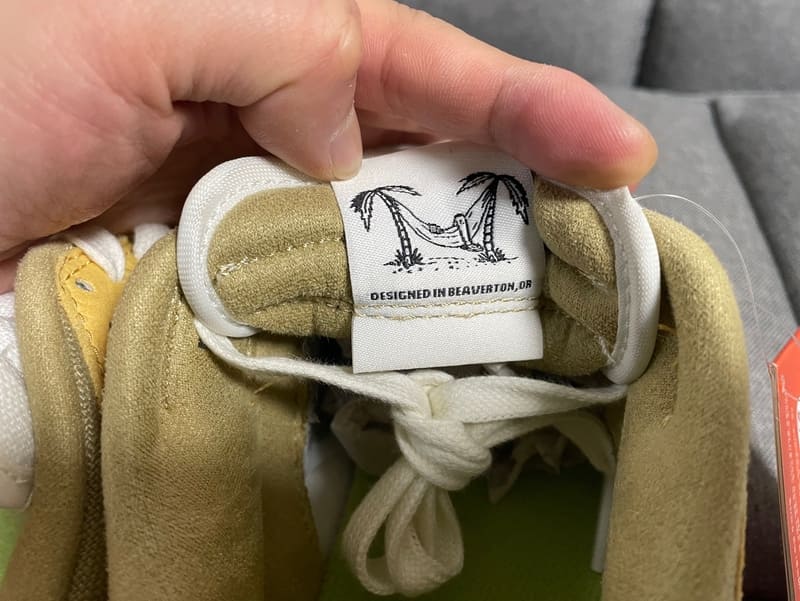 DESIGNED IN BEAVERTON, OR